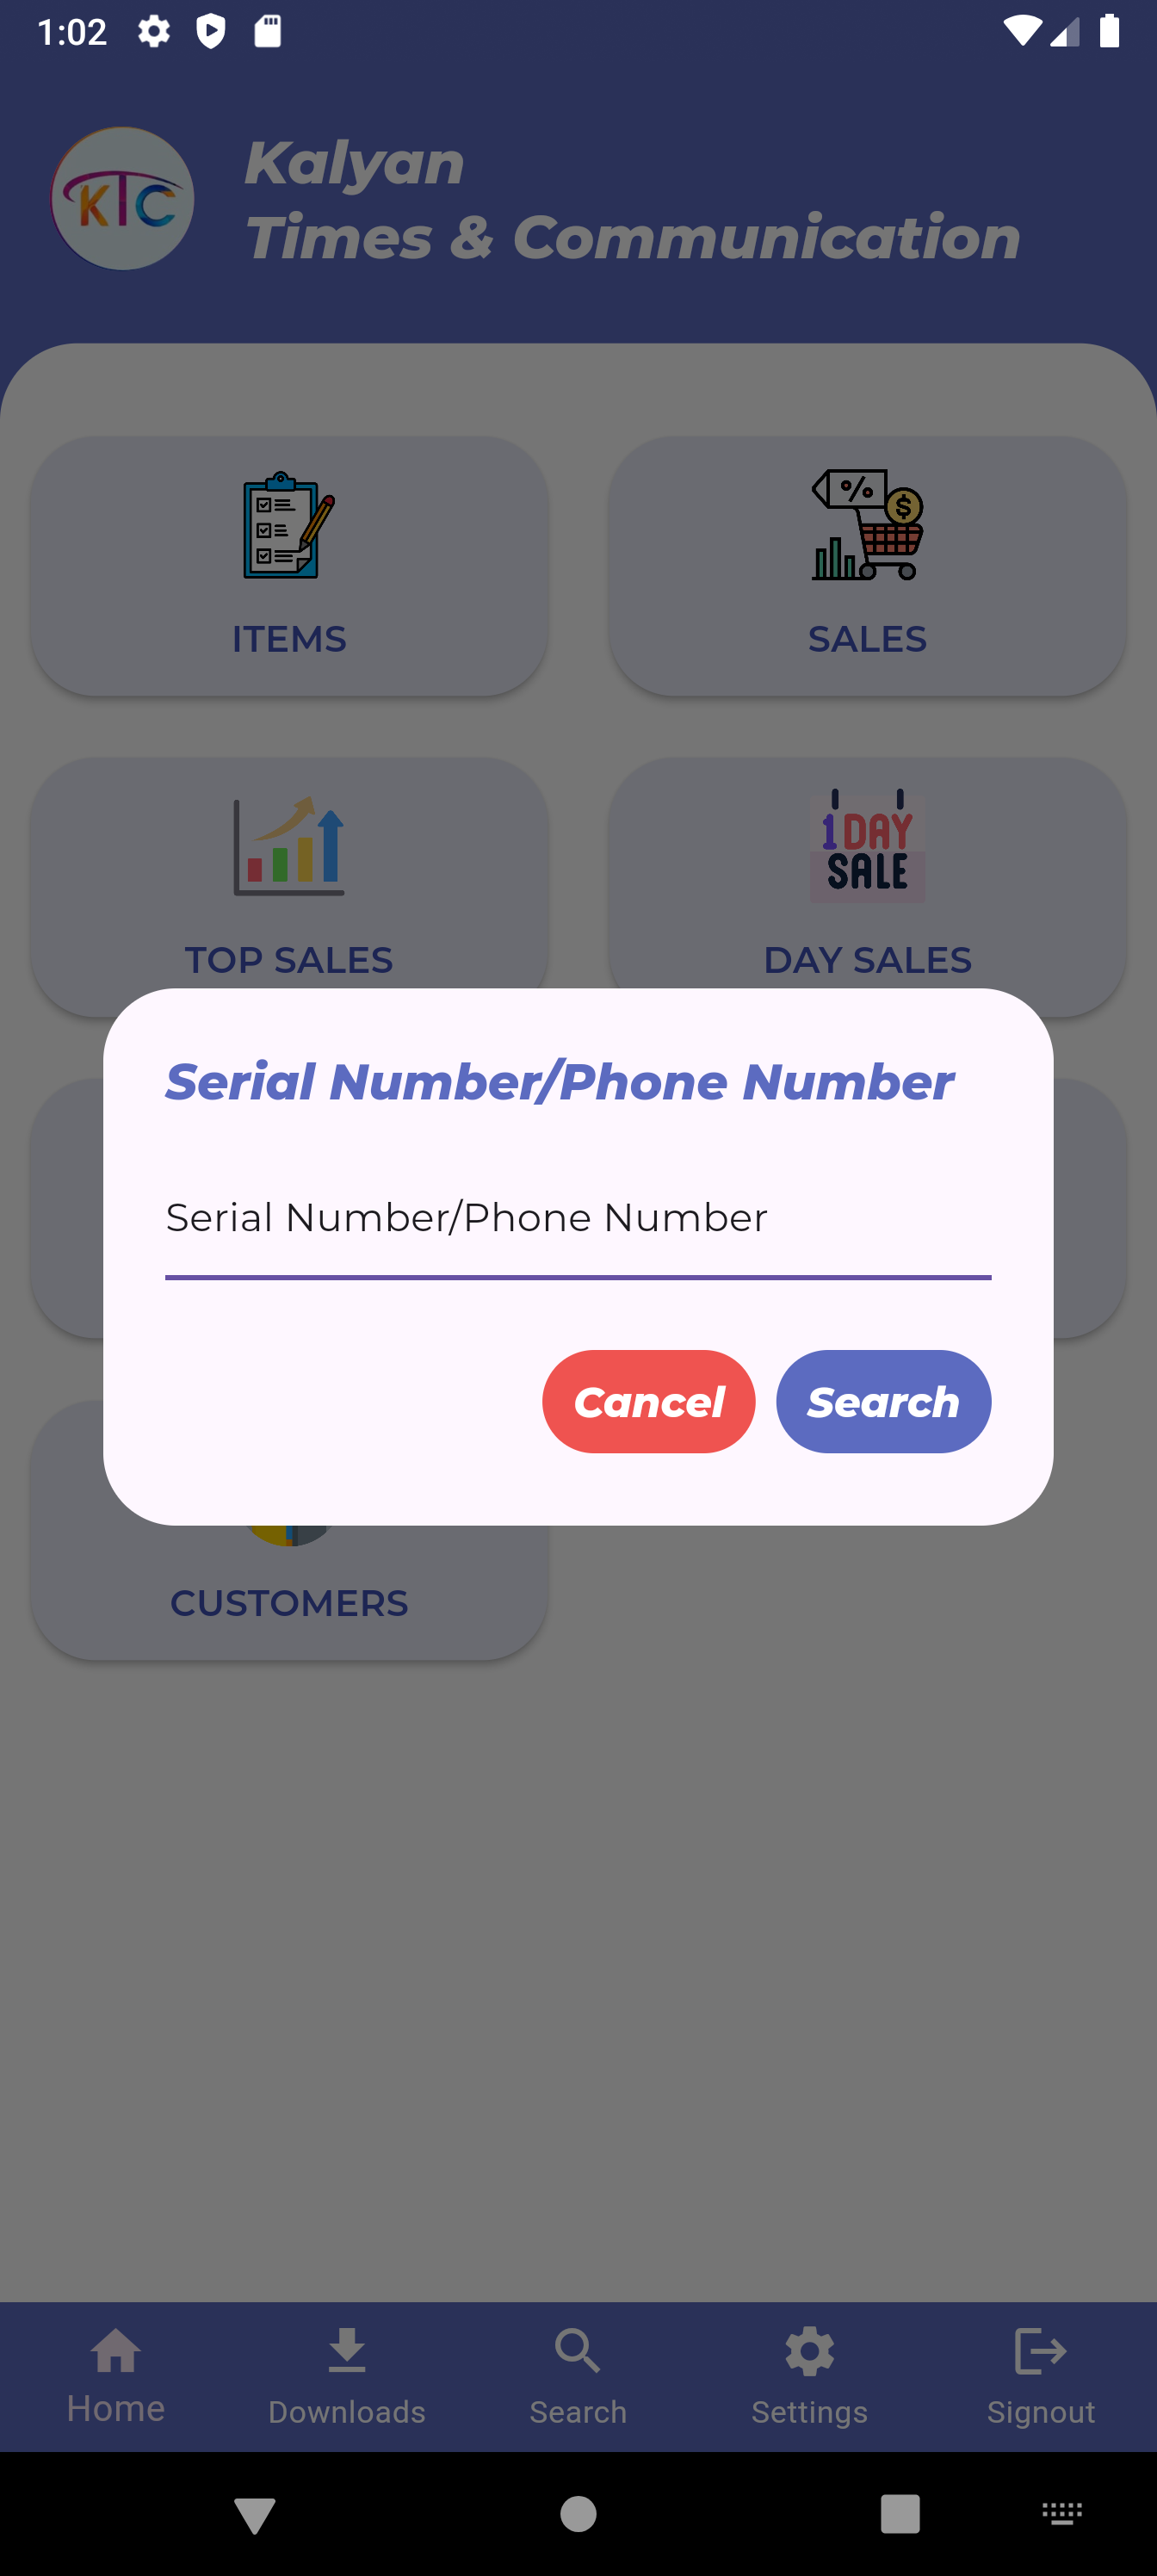 1:02
KTC
Kalyan
Times & Communication
ITEMS
SALES
1 DAY
SALE
TOP SALES
DAY SALES
Serial Number/Phone Number
Serial Number/Phone Number
Cancel
Search
CUSTOMERS
Home
Downloads
Search
Settings
Signout